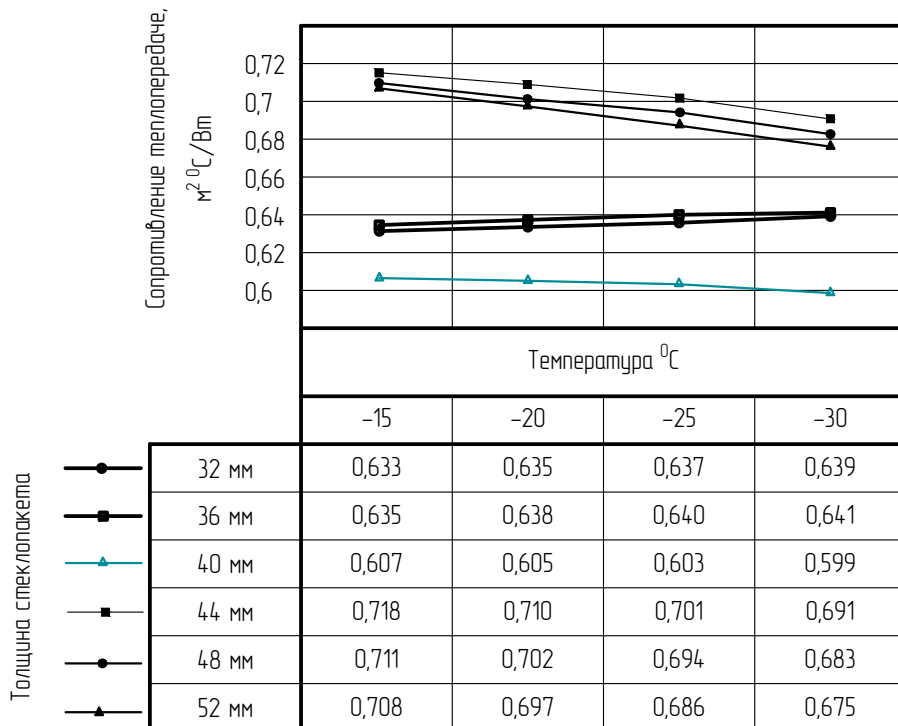 Сопротивление теплопередаче,
м² ⁰С/Вт
0,72
0,7
0,68
0,66
0,64
0,62
0,6
Температура ⁰С
–15 –20 –25 –30
Толщина стеклопакета
32 мм 0,633 0,635 0,637 0,639
36 мм 0,635 0,638 0,640 0,641
40 мм 0,607 0,605 0,603 0,599
44 мм 0,718 0,710 0,701 0,691
48 мм 0,711 0,702 0,694 0,683
52 мм 0,708 0,697 0,686 0,675